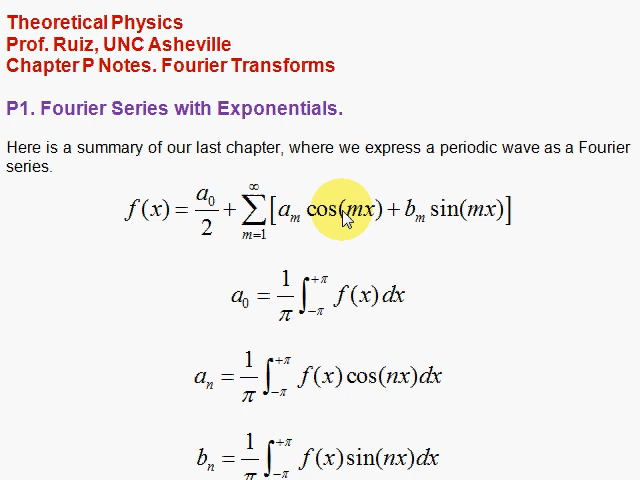 Theoretical Physics
Prof. Ruiz, UNC Asheville
Chapter P Notes. Fourier Transforms
P1. Fourier Series with Exponentials.
Here is a summary of our last chapter, where we express a periodic wave as a Fourier
series.
f(x) = a₀/2 + ∑_{m=1}^{∞} [a_m cos(mx) + b_m sin(mx)]
a₀ = 1/π ∫_{-π}^{+π} f(x) dx
a_n = 1/π ∫_{-π}^{+π} f(x) cos(nx) dx
b_n = 1/π ∫_{-π}^{+π} f(x) sin(nx) dx